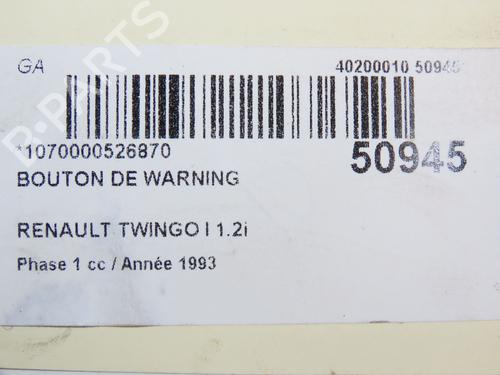 GA
40200010 50945
*1070000526870
50945
BOUTON DE WARNING
RENAULT TWINGO I 1.2i
Phase 1 cc / Année 1993
B-PARTS